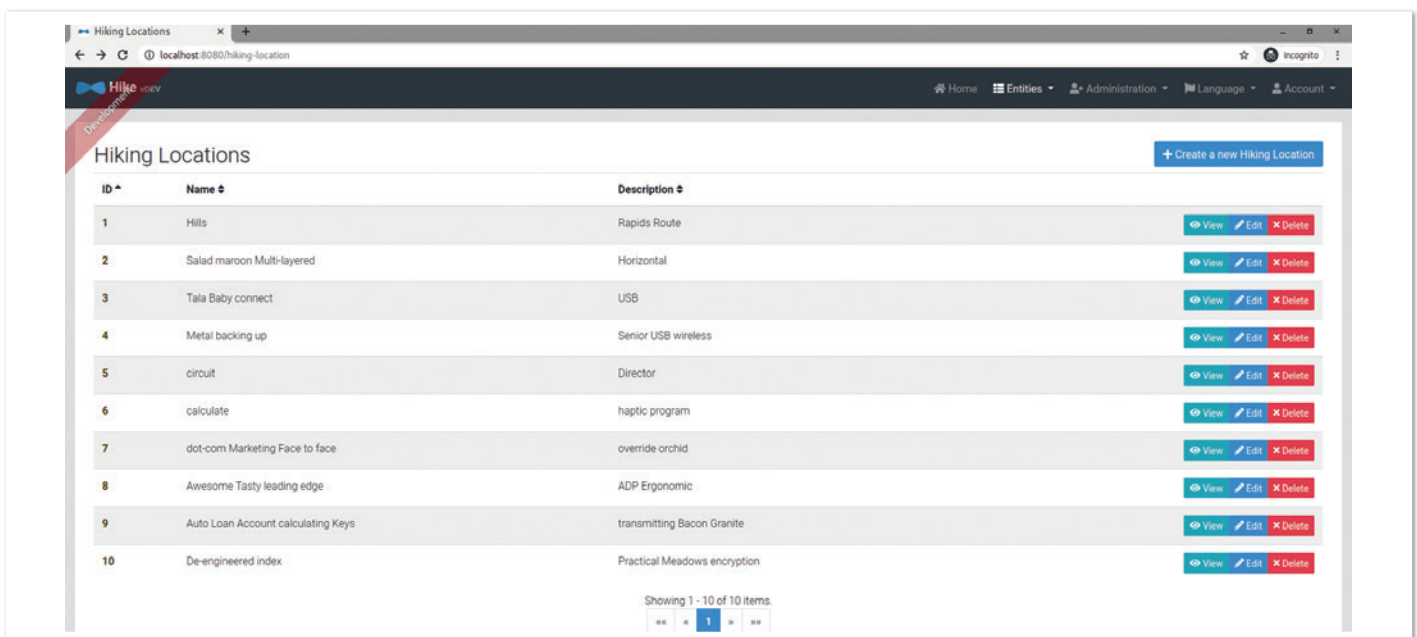 Hiking Locations
localhost:8080/hiking-location
Incognito
Hike VDEV
Home
Entities
Administration
Language
Account
Development
Hiking Locations
+ Create a new Hiking Location
ID Name Description
1 Hills Rapids Route View Edit Delete
2 Salad maroon Multi-layered Horizontal View Edit Delete
3 Tala Baby connect USB View Edit Delete
4 Metal backing up Senior USB wireless View Edit Delete
5 circuit Director View Edit Delete
6 calculate haptic program View Edit Delete
7 dot-com Marketing Face to face override orchid View Edit Delete
8 Awesome Tasty leading edge ADP Ergonomic View Edit Delete
9 Auto Loan Account calculating Keys transmitting Bacon Granite View Edit Delete
10 De-engineered index Practical Meadows encryption View Edit Delete
Showing 1 - 10 of 10 items.
«« « 1 » »»